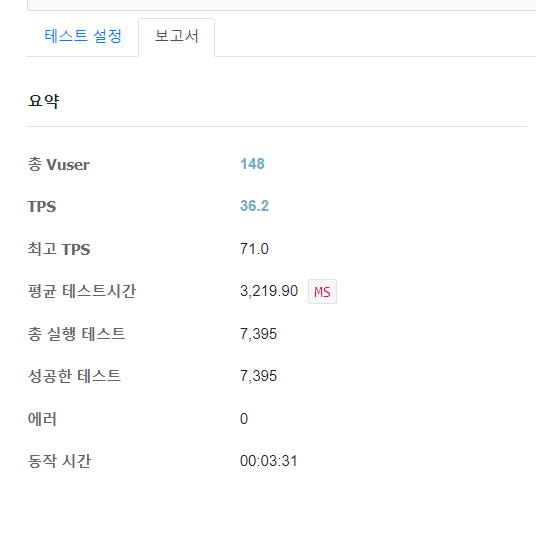 테스트 설정 보고서
요약
총 Vuser 148
TPS 36.2
최고 TPS 71.0
평균 테스트시간 3,219.90 MS
총 실행 테스트 7,395
성공한 테스트 7,395
에러 0
동작 시간 00:03:31